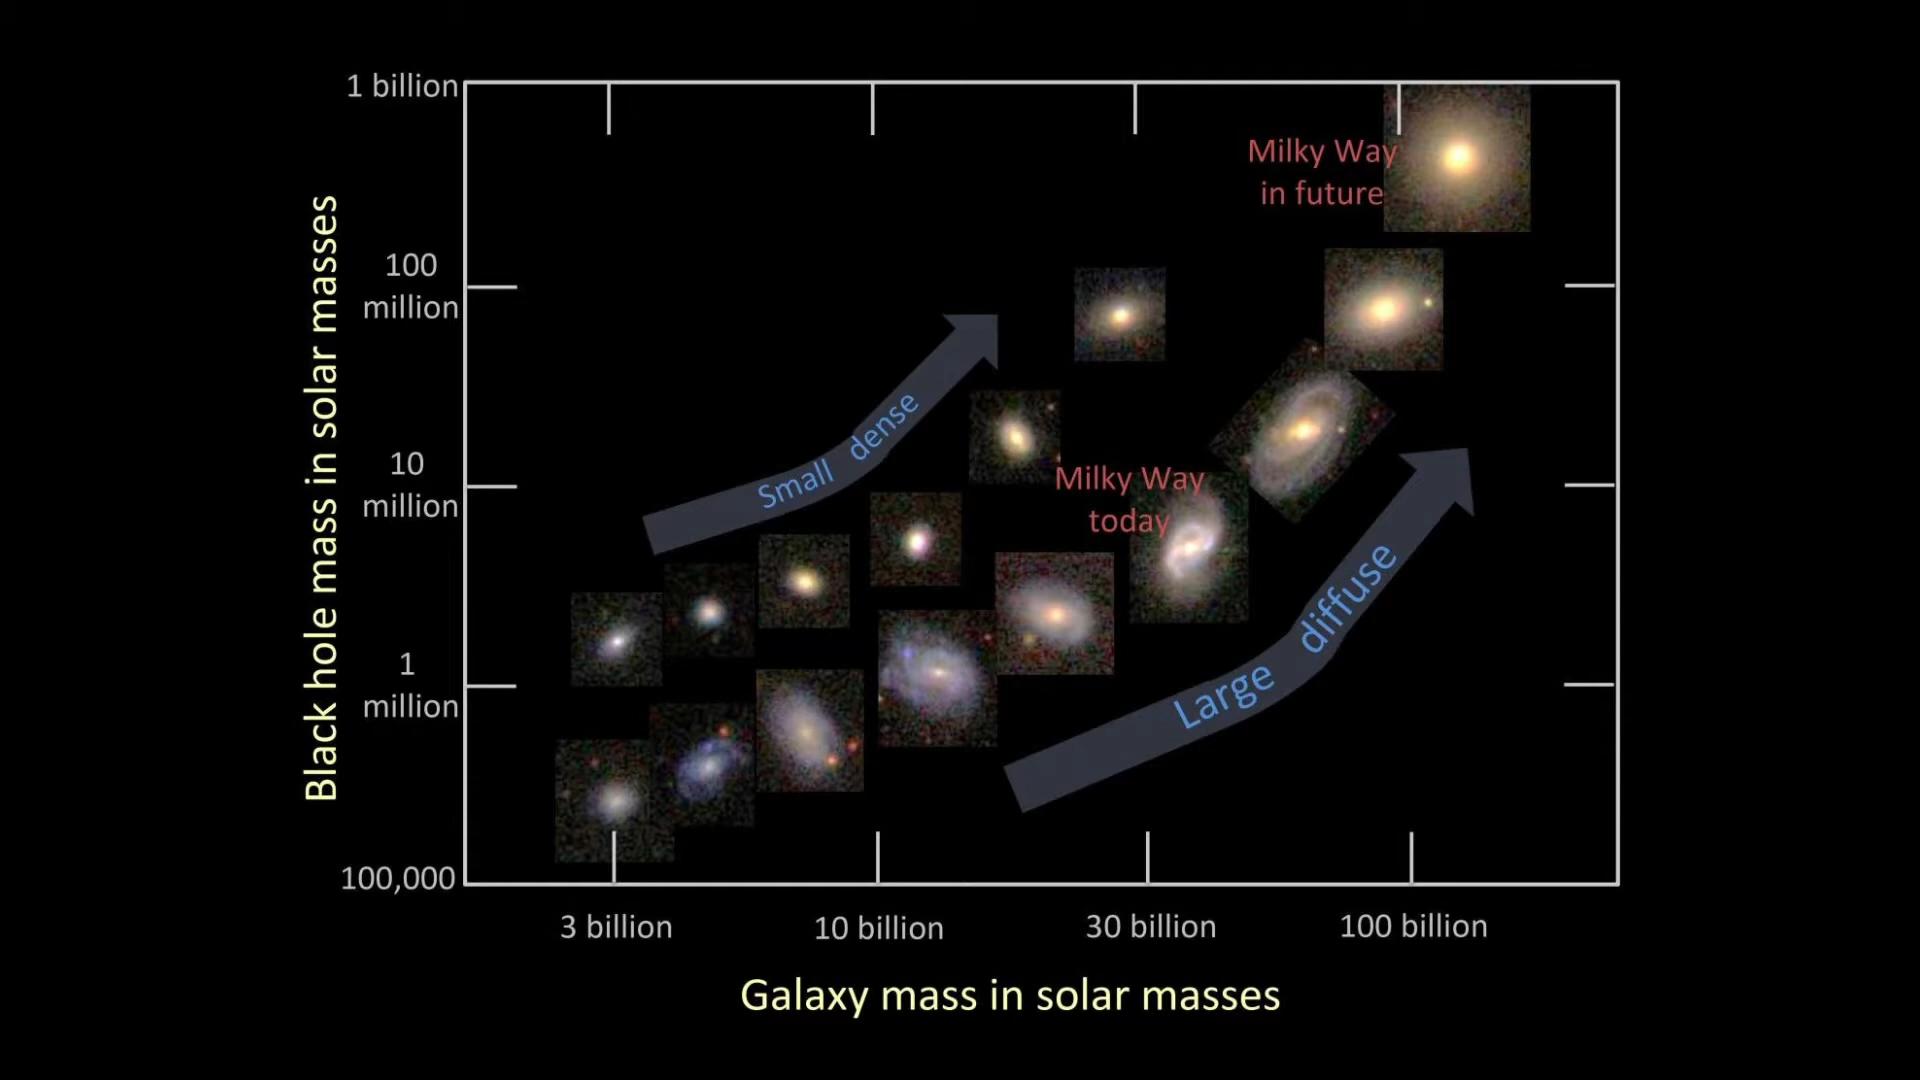 1 billion
Milky Way
in future
100
million
Small dense
10
million
Milky Way
today
1
million
Large diffuse
100,000
Black hole mass in solar masses
3 billion
10 billion
30 billion
100 billion
Galaxy mass in solar masses